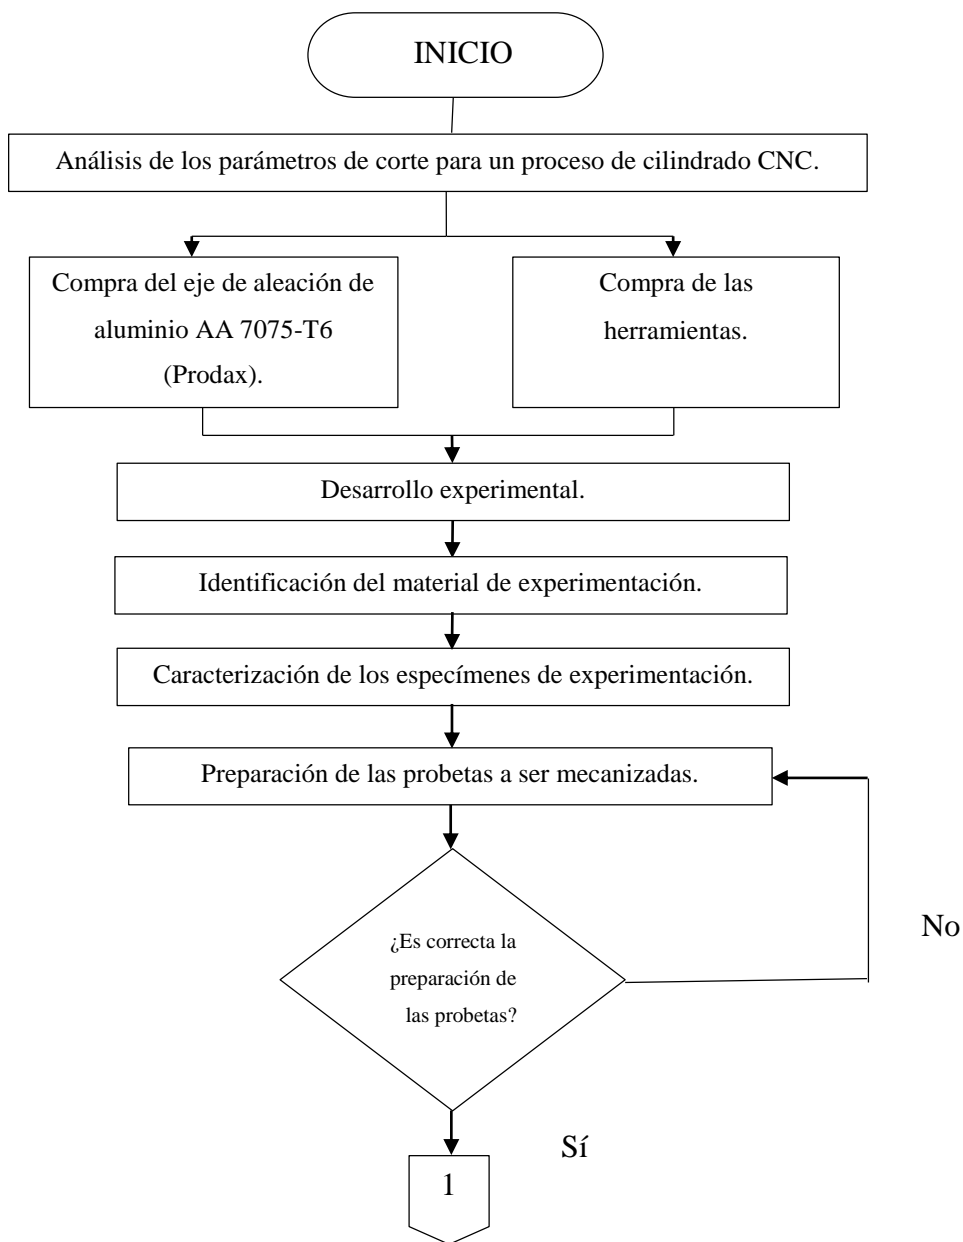 INICIO
Análisis de los parámetros de corte para un proceso de cilindrado CNC.
Compra del eje de aleación de
aluminio AA 7075-T6
(Prodax).
Compra de las
herramientas.
Desarrollo experimental.
Identificación del material de experimentación.
Caracterización de los especímenes de experimentación.
Preparación de las probetas a ser mecanizadas.
¿Es correcta la
preparación de
las probetas?
No
Sí
1